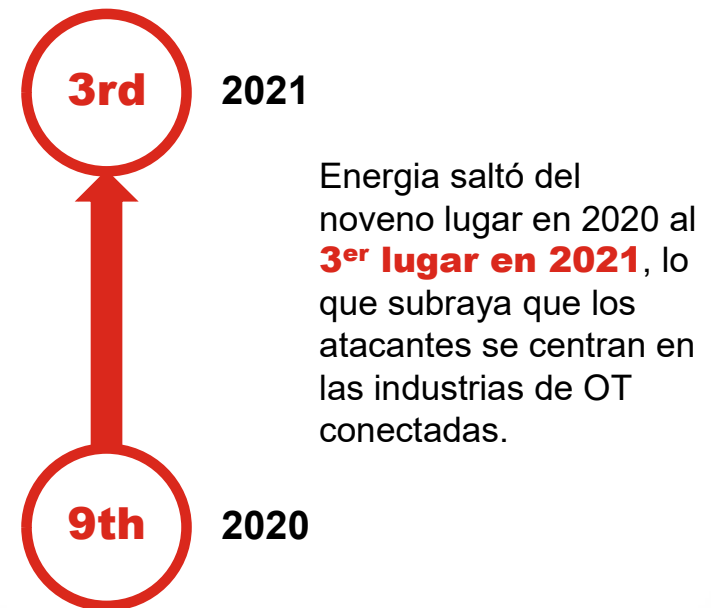 3rd
2021
Energia saltó del
noveno lugar en 2020 al
3er lugar en 2021, lo
que subraya que los
atacantes se centran en
las industrias de OT
conectadas.
9th
2020